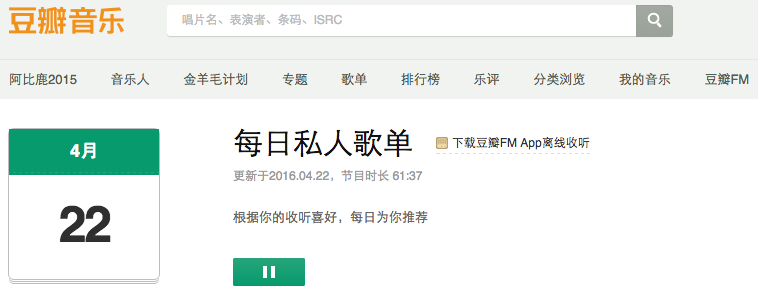 豆瓣音乐
唱片名、表演者、条码、ISRC
阿比鹿2015 音乐人 金羊毛计划 专题 歌单 排行榜 乐评 分类浏览 我的音乐 豆瓣FM
4月
22
每日私人歌单
下载豆瓣FM App离线收听
更新于2016.04.22，节目时长 61:37
根据你的收听喜好，每日为你推荐